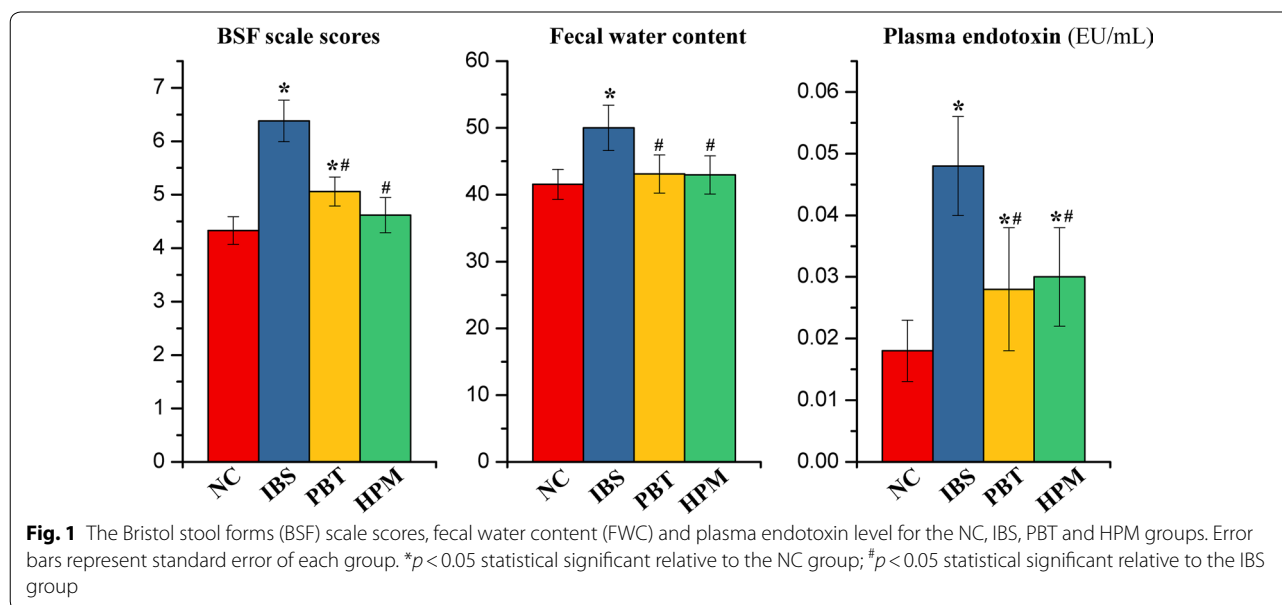 BSF scale scores
7
6
5
4
3
2
1
0
*
*#
#
NC
IBS
PBT
HPM
Fecal water content
60
50
40
30
20
10
0
*
#
#
NC
IBS
PBT
HPM
Plasma endotoxin (EU/mL)
0.06
0.05
0.04
0.03
0.02
0.01
0.00
*
*#
*#
NC
IBS
PBT
HPM
Fig. 1 The Bristol stool forms (BSF) scale scores, fecal water content (FWC) and plasma endotoxin level for the NC, IBS, PBT and HPM groups. Error
bars represent standard error of each group. *p < 0.05 statistical significant relative to the NC group; #p < 0.05 statistical significant relative to the IBS
group